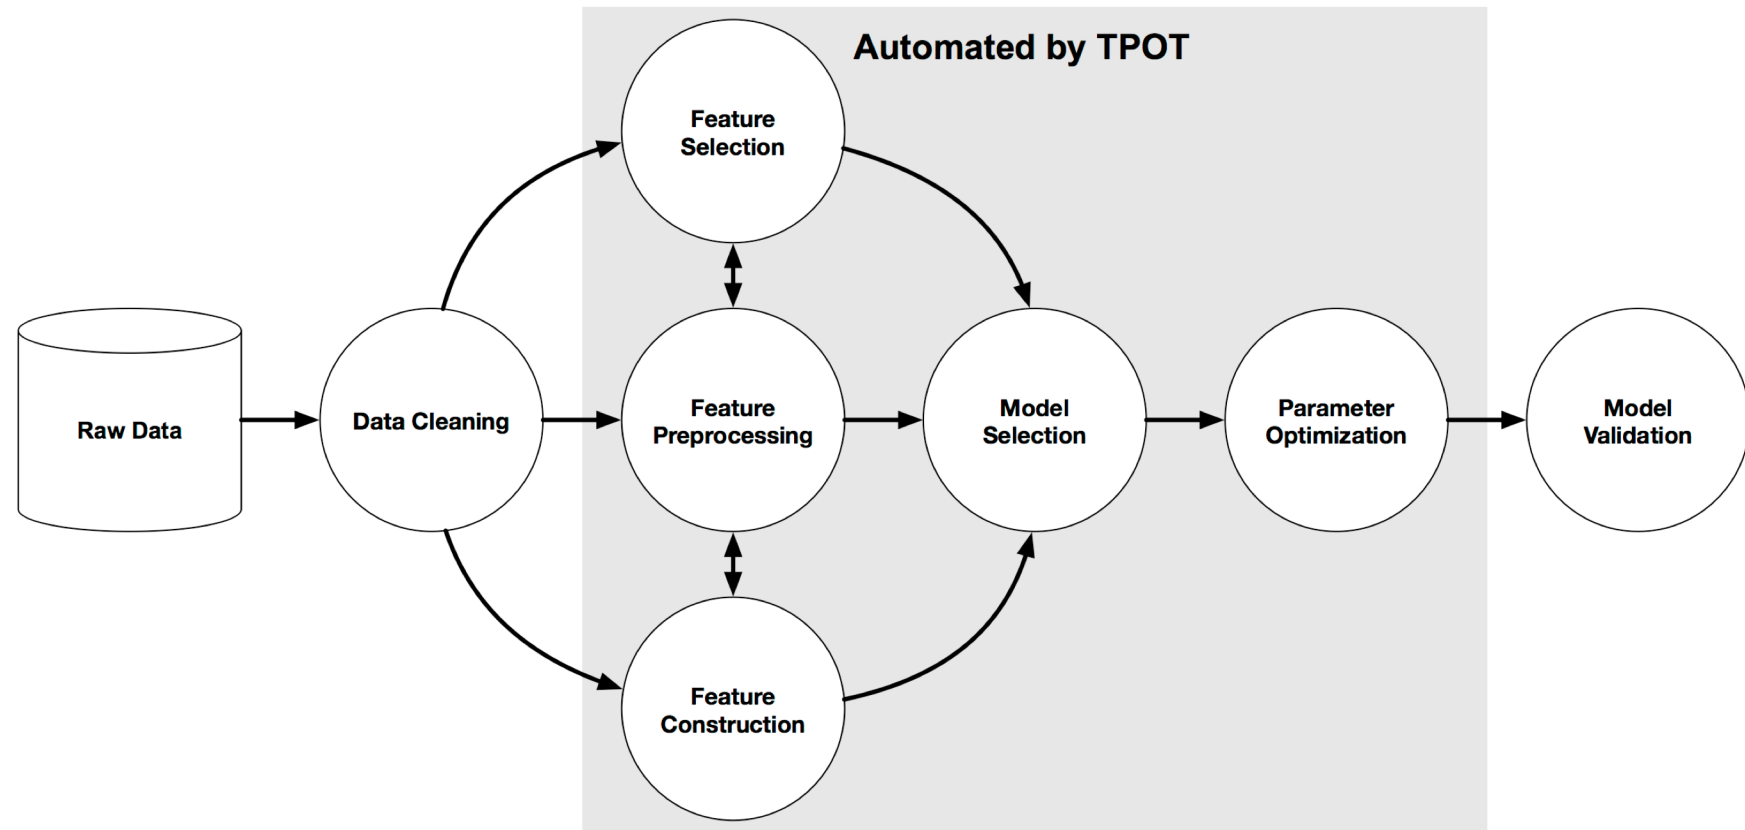 Automated by TPOT
Feature
Selection
Raw Data
Data Cleaning
Feature
Preprocessing
Model
Selection
Parameter
Optimization
Model
Validation
Feature
Construction